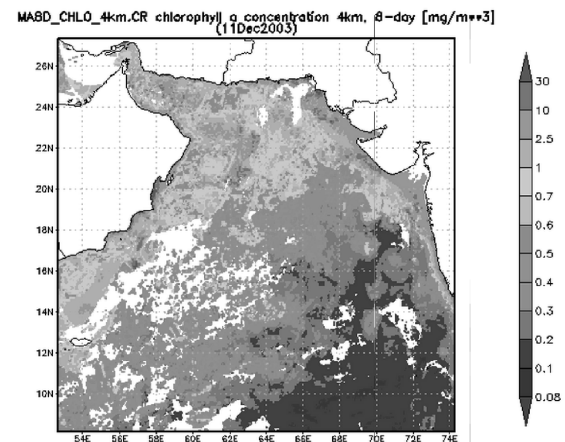 MA8D_CHLO_4km.CR chlorophyll a concentration 4km, 8-day [mg/m**3]
(11Dec2003)
26N
24N
22N
20N
18N
16N
14N
12N
10N
54E 56E 58E 60E 62E 64E 66E 68E 70E 72E 74E
30
10
2.5
1
0.7
0.6
0.5
0.4
0.3
0.2
0.1
0.08